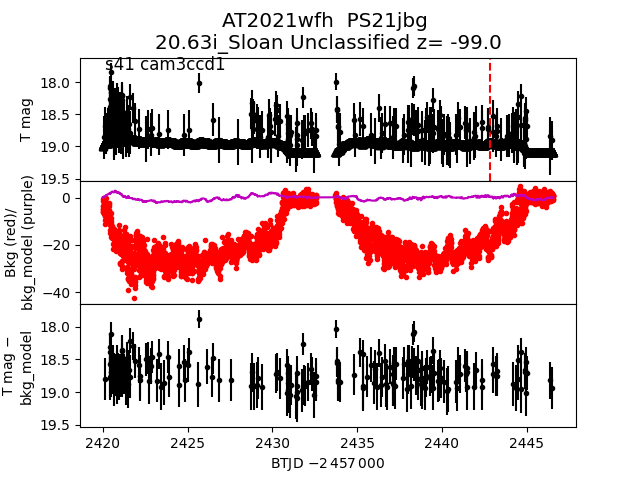 AT2021wfh  PS21jbg
20.63i_Sloan Unclassified z= -99.0
s41 cam3ccd1
T mag
18.0
18.5
19.0
19.5
Bkg (red)/
bkg_model (purple)
0
−20
−40
T mag −
bkg_model
18.0
18.5
19.0
19.5
2420 2425 2430 2435 2440 2445
BTJD −2 457 000